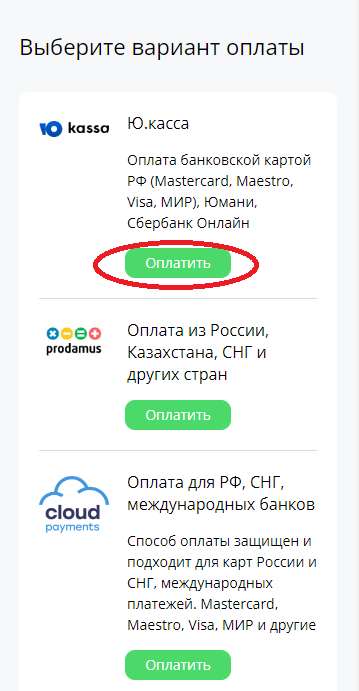 Выберите вариант оплаты
Ю kassa
Ю.касса
Оплата банковской картой
РФ (Mastercard, Maestro,
Visa, МИР), Юмани,
Сбербанк Онлайн
Оплатить
prodamus
Оплата из России,
Казахстана, СНГ и
других стран
Оплатить
cloud
payments
Оплата для РФ, СНГ,
международных банков
Способ оплаты защищен и
подходит для карт России и
СНГ, международных
платежей. Mastercard,
Maestro, Visa, МИР и другие
Оплатить